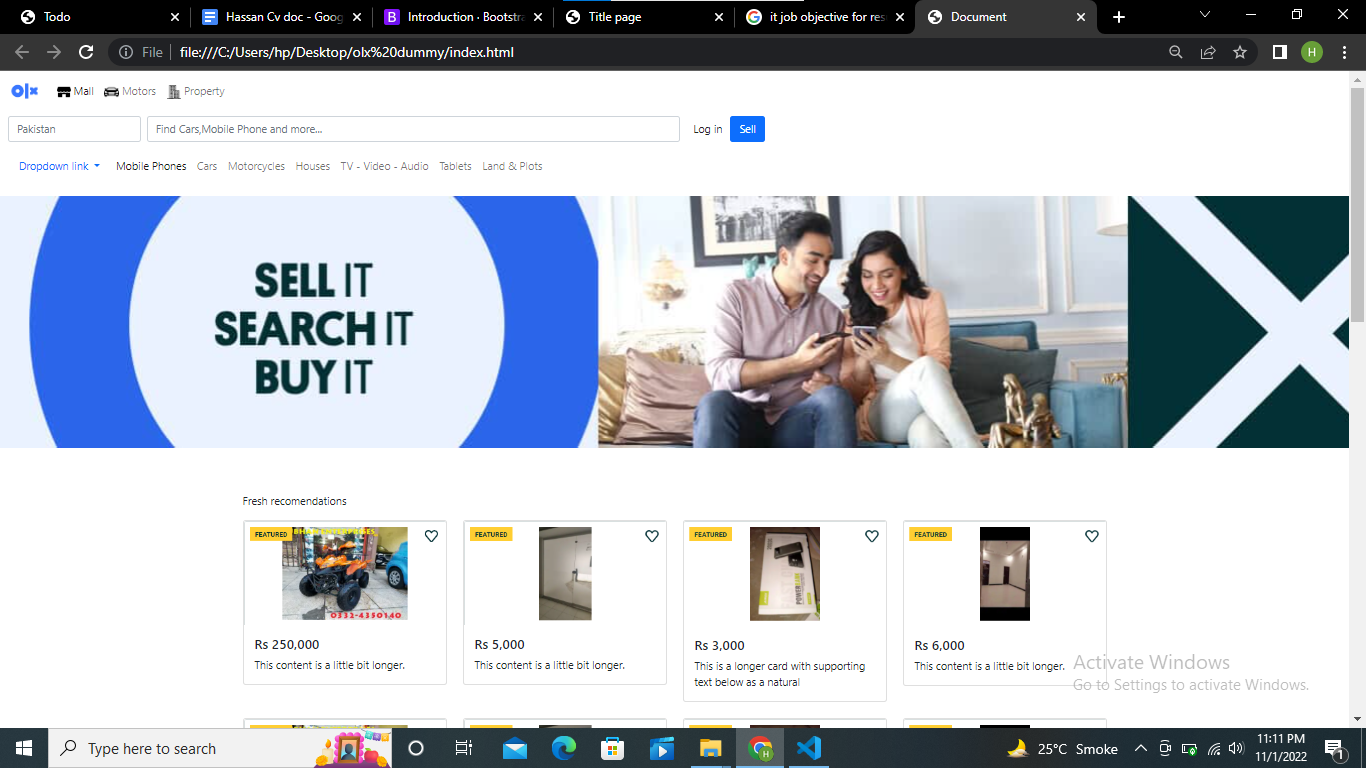 Todo
Hassan Cv doc - Goog
Introduction · Bootstra
Title page
it job objective for res
Document
File
file:///C:/Users/hp/Desktop/olx%20dummy/index.html
H
olx
Mall
Motors
Property
Pakistan
Find Cars,Mobile Phone and more...
Log in
Sell
Dropdown link
Mobile Phones
Cars
Motorcycles
Houses
TV - Video - Audio
Tablets
Land & Plots
SELL IT
SEARCH IT
BUY IT
Fresh recomendations
FEATURED
0332-4350140
Rs 250,000
This content is a little bit longer.
FEATURED
Rs 5,000
This content is a little bit longer.
FEATURED
POWER
Rs 3,000
This is a longer card with supporting
text below as a natural
FEATURED
Rs 6,000
This content is a little bit longer.
Activate Windows
Go to Settings to activate Windows.
Type here to search
25°C Smoke
11:11 PM
11/1/2022
1